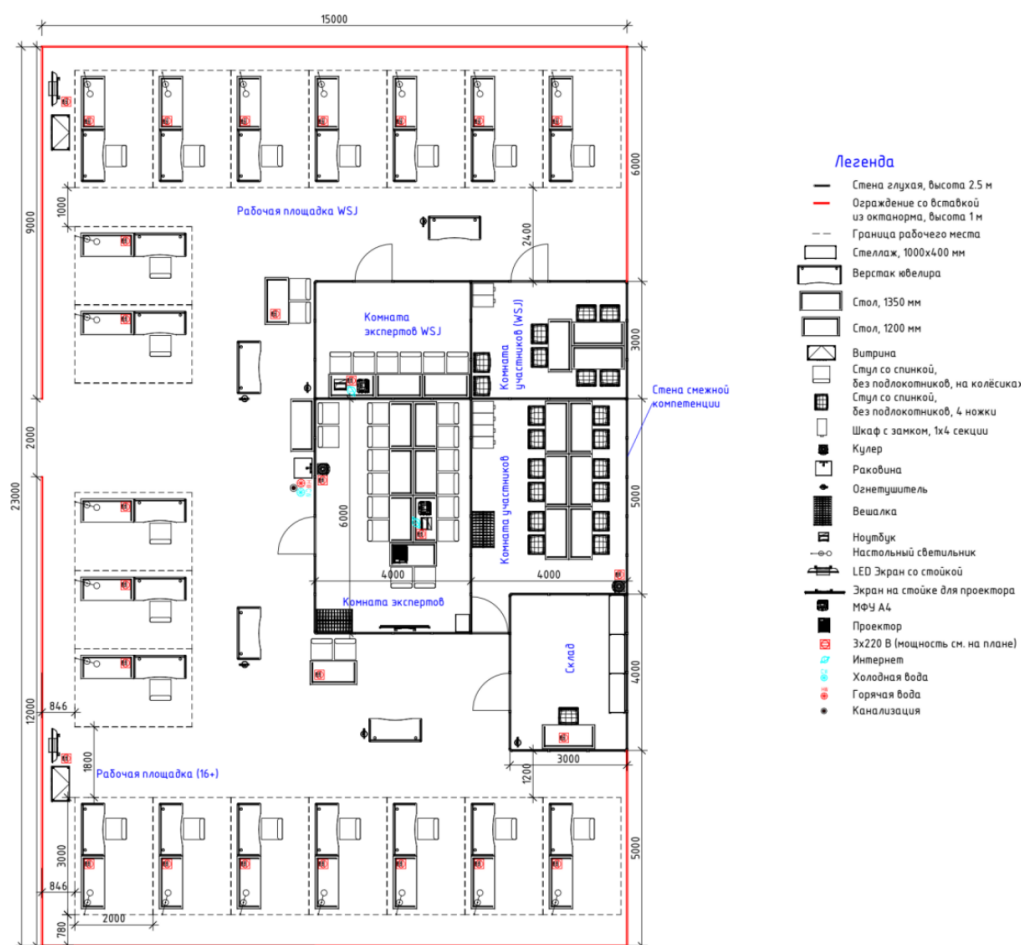 15000
6000
9000
1000
Рабочая площадка WSJ
2400
Комната
экспертов WSJ
Комната
участников (WSJ)
3000
2000
23000
6000
Комната участников
5000
4000
4000
Комната экспертов
Склад
4000
846
12000
1800
Рабочая площадка (16+)
3000
1200
3000
5000
846
2000
780
Стена смежной
компетенции
Легенда
Стена глухая, высота 2.5 м
Ограждение со вставкой
из октанорма, высота 1 м
Граница рабочего места
Стеллаж, 1000x400 мм
Верстак ювелира
Стол, 1350 мм
Стол, 1200 мм
Витрина
Стул со спинкой,
без подлокотников, на колёсиках
Стул со спинкой,
без подлокотников, 4 ножки
Шкаф с замком, 1x4 секции
Кулер
Раковина
Огнетушитель
Вешалка
Ноутбук
Настольный светильник
LED Экран со стойкой
Экран на стойке для проектора
МФУ А4
Проектор
3x220 В (мощность см. на плане)
Интернет
Холодная вода
Горячая вода
Канализация